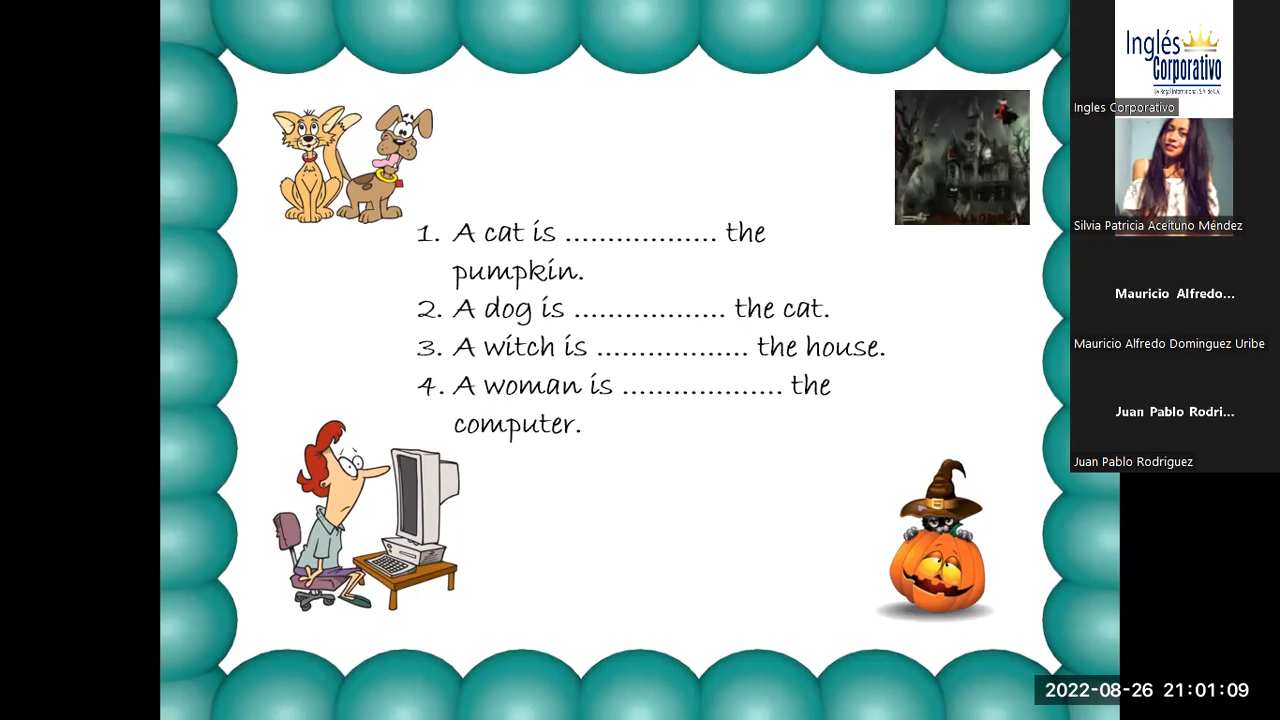 1. A cat is .................. the
pumpkin.
2. A dog is .................. the cat.
3. A witch is .................. the house.
4. A woman is ................... the
computer.
Inglés
Corporativo
Ingles Corporativo
Silvia Patricia Aceituno Méndez
Mauricio Alfredo...
Mauricio Alfredo Dominguez Uribe
Juan Pablo Rodri...
Juan Pablo Rodriguez
2022-08-26 21:01:09